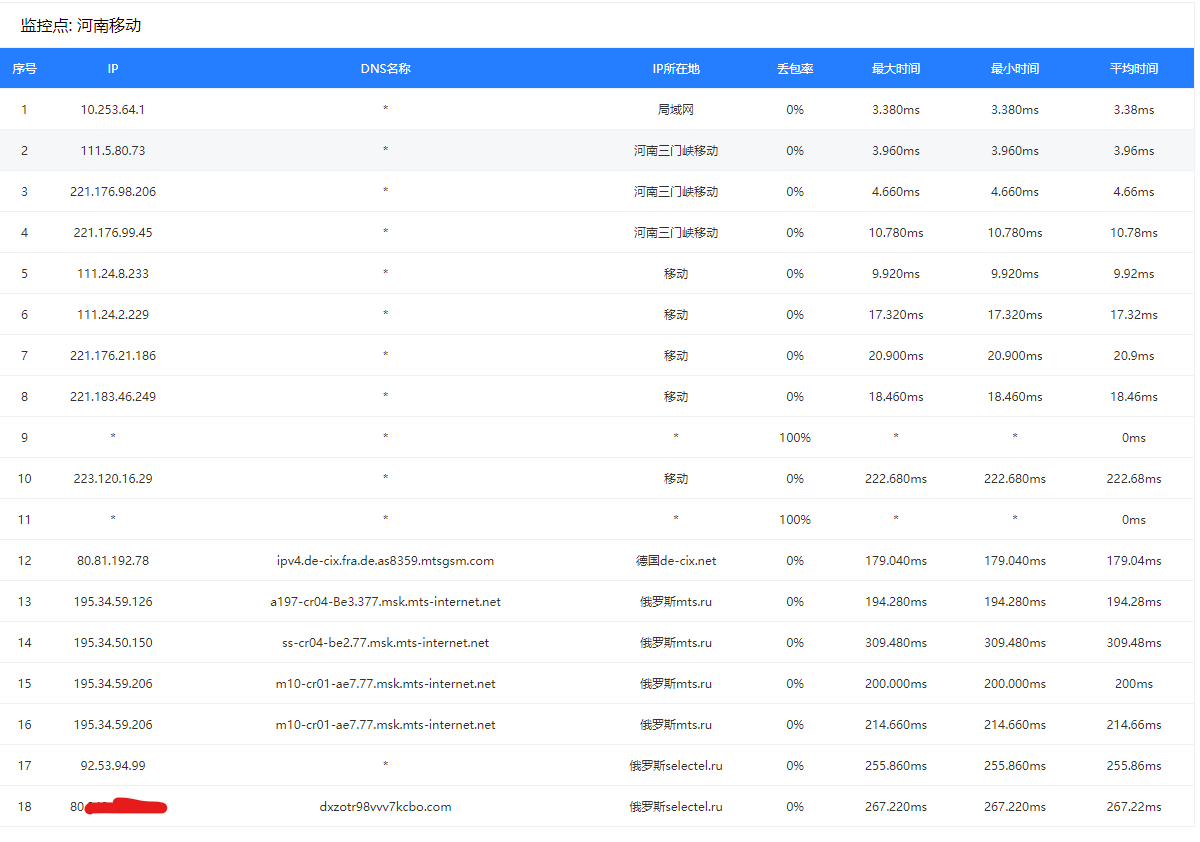 监控点: 河南移动
序号 IP DNS名称 IP所在地 丢包率 最大时间 最小时间 平均时间
1 10.253.64.1 * 局域网 0% 3.380ms 3.380ms 3.38ms
2 111.5.80.73 * 河南三门峡移动 0% 3.960ms 3.960ms 3.96ms
3 221.176.98.206 * 河南三门峡移动 0% 4.660ms 4.660ms 4.66ms
4 221.176.99.45 * 河南三门峡移动 0% 10.780ms 10.780ms 10.78ms
5 111.24.8.233 * 移动 0% 9.920ms 9.920ms 9.92ms
6 111.24.2.229 * 移动 0% 17.320ms 17.320ms 17.32ms
7 221.176.21.186 * 移动 0% 20.900ms 20.900ms 20.9ms
8 221.183.46.249 * 移动 0% 18.460ms 18.460ms 18.46ms
9 * * * 100% * * 0ms
10 223.120.16.29 * 移动 0% 222.680ms 222.680ms 222.68ms
11 * * * 100% * * 0ms
12 80.81.192.78 ipv4.de-cix.fra.de.as8359.mtsgsm.com 德国de-cix.net 0% 179.040ms 179.040ms 179.04ms
13 195.34.59.126 a197-cr04-Be3.377.msk.mts-internet.net 俄罗斯mts.ru 0% 194.280ms 194.280ms 194.28ms
14 195.34.50.150 ss-cr04-be2.77.msk.mts-internet.net 俄罗斯mts.ru 0% 309.480ms 309.480ms 309.48ms
15 195.34.59.206 m10-cr01-ae7.77.msk.mts-internet.net 俄罗斯mts.ru 0% 200.000ms 200.000ms 200ms
16 195.34.59.206 m10-cr01-ae7.77.msk.mts-internet.net 俄罗斯mts.ru 0% 214.660ms 214.660ms 214.66ms
17 92.53.94.99 * 俄罗斯selectel.ru 0% 255.860ms 255.860ms 255.86ms
18 80 dxzotr98vvv7kcbo.com 俄罗斯selectel.ru 0% 267.220ms 267.220ms 267.22ms